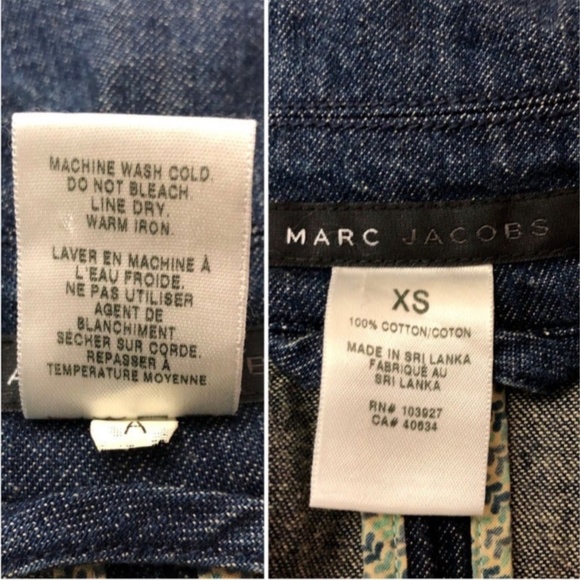 MACHINE WASH COLD.
DO NOT BLEACH.
LINE DRY.
WARM IRON.
LAVER EN MACHINE À
L'EAU FROIDE.
NE PAS UTILISER
AGENT DE
BLANCHIMENT
SÉCHER SUR CORDE.
REPASSER À
TEMPÉRATURE MOYENNE.
A
MARC JACOBS
XS
100% COTTON/COTON
MADE IN SRI LANKA
FABRIQUÉ AU
SRI LANKA
RN# 103927
CA# 40634